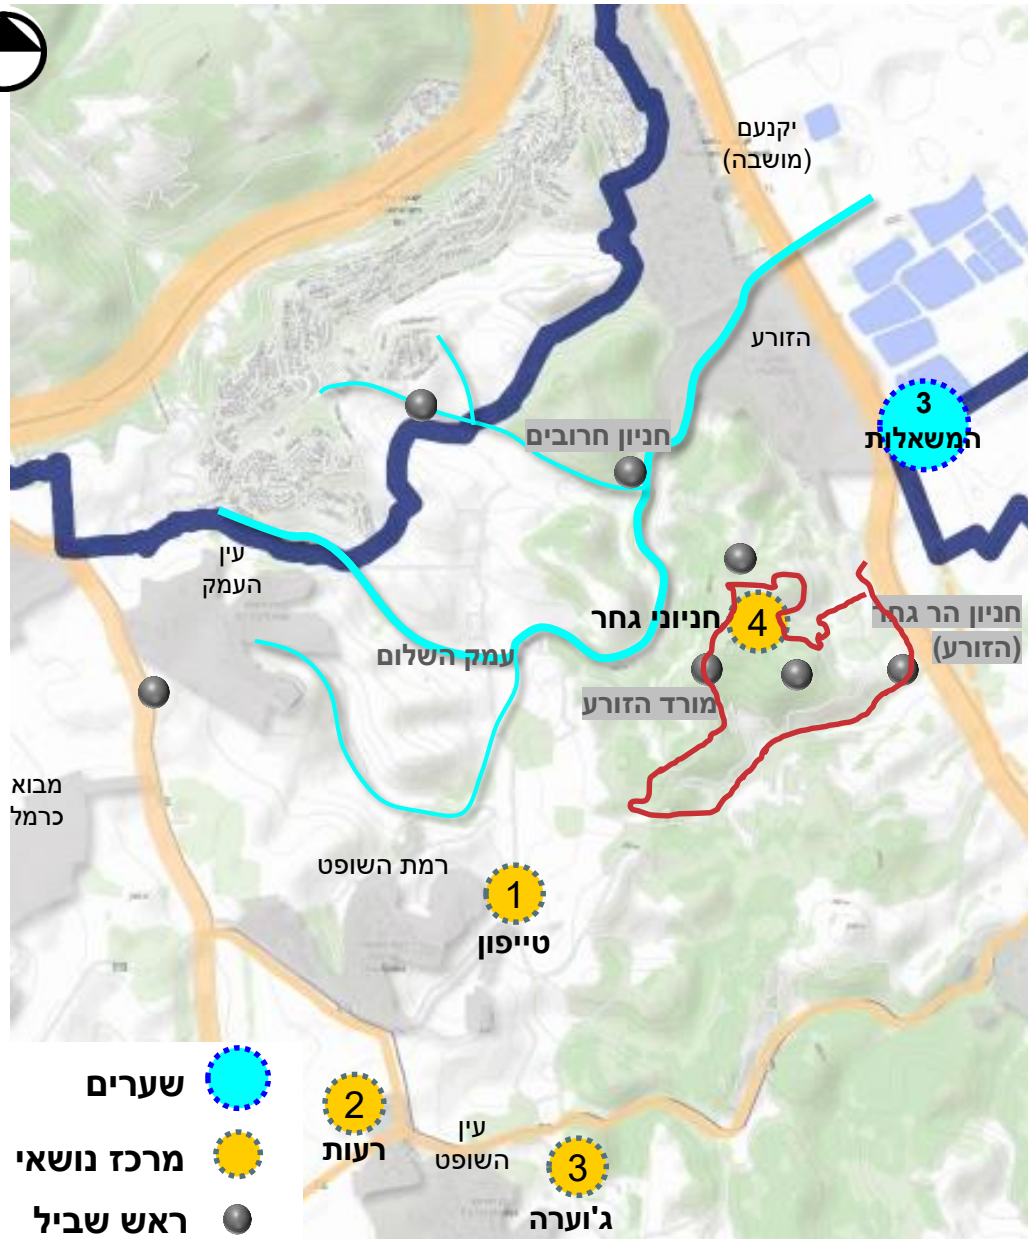 יקנעם
(מושבה)
הזורע
3
המשאלות
חניון חרובים
עין
העמק
חניוני גחר
4
חניון הר גחר
(הזורע)
עמק השלום
מורד הזורע
מבוא
כרמל
רמת השופט
1
טייפון
שערים
2
רעות
עין
השופט
מרכז נושאי
3
ג'וערה
ראש שביל